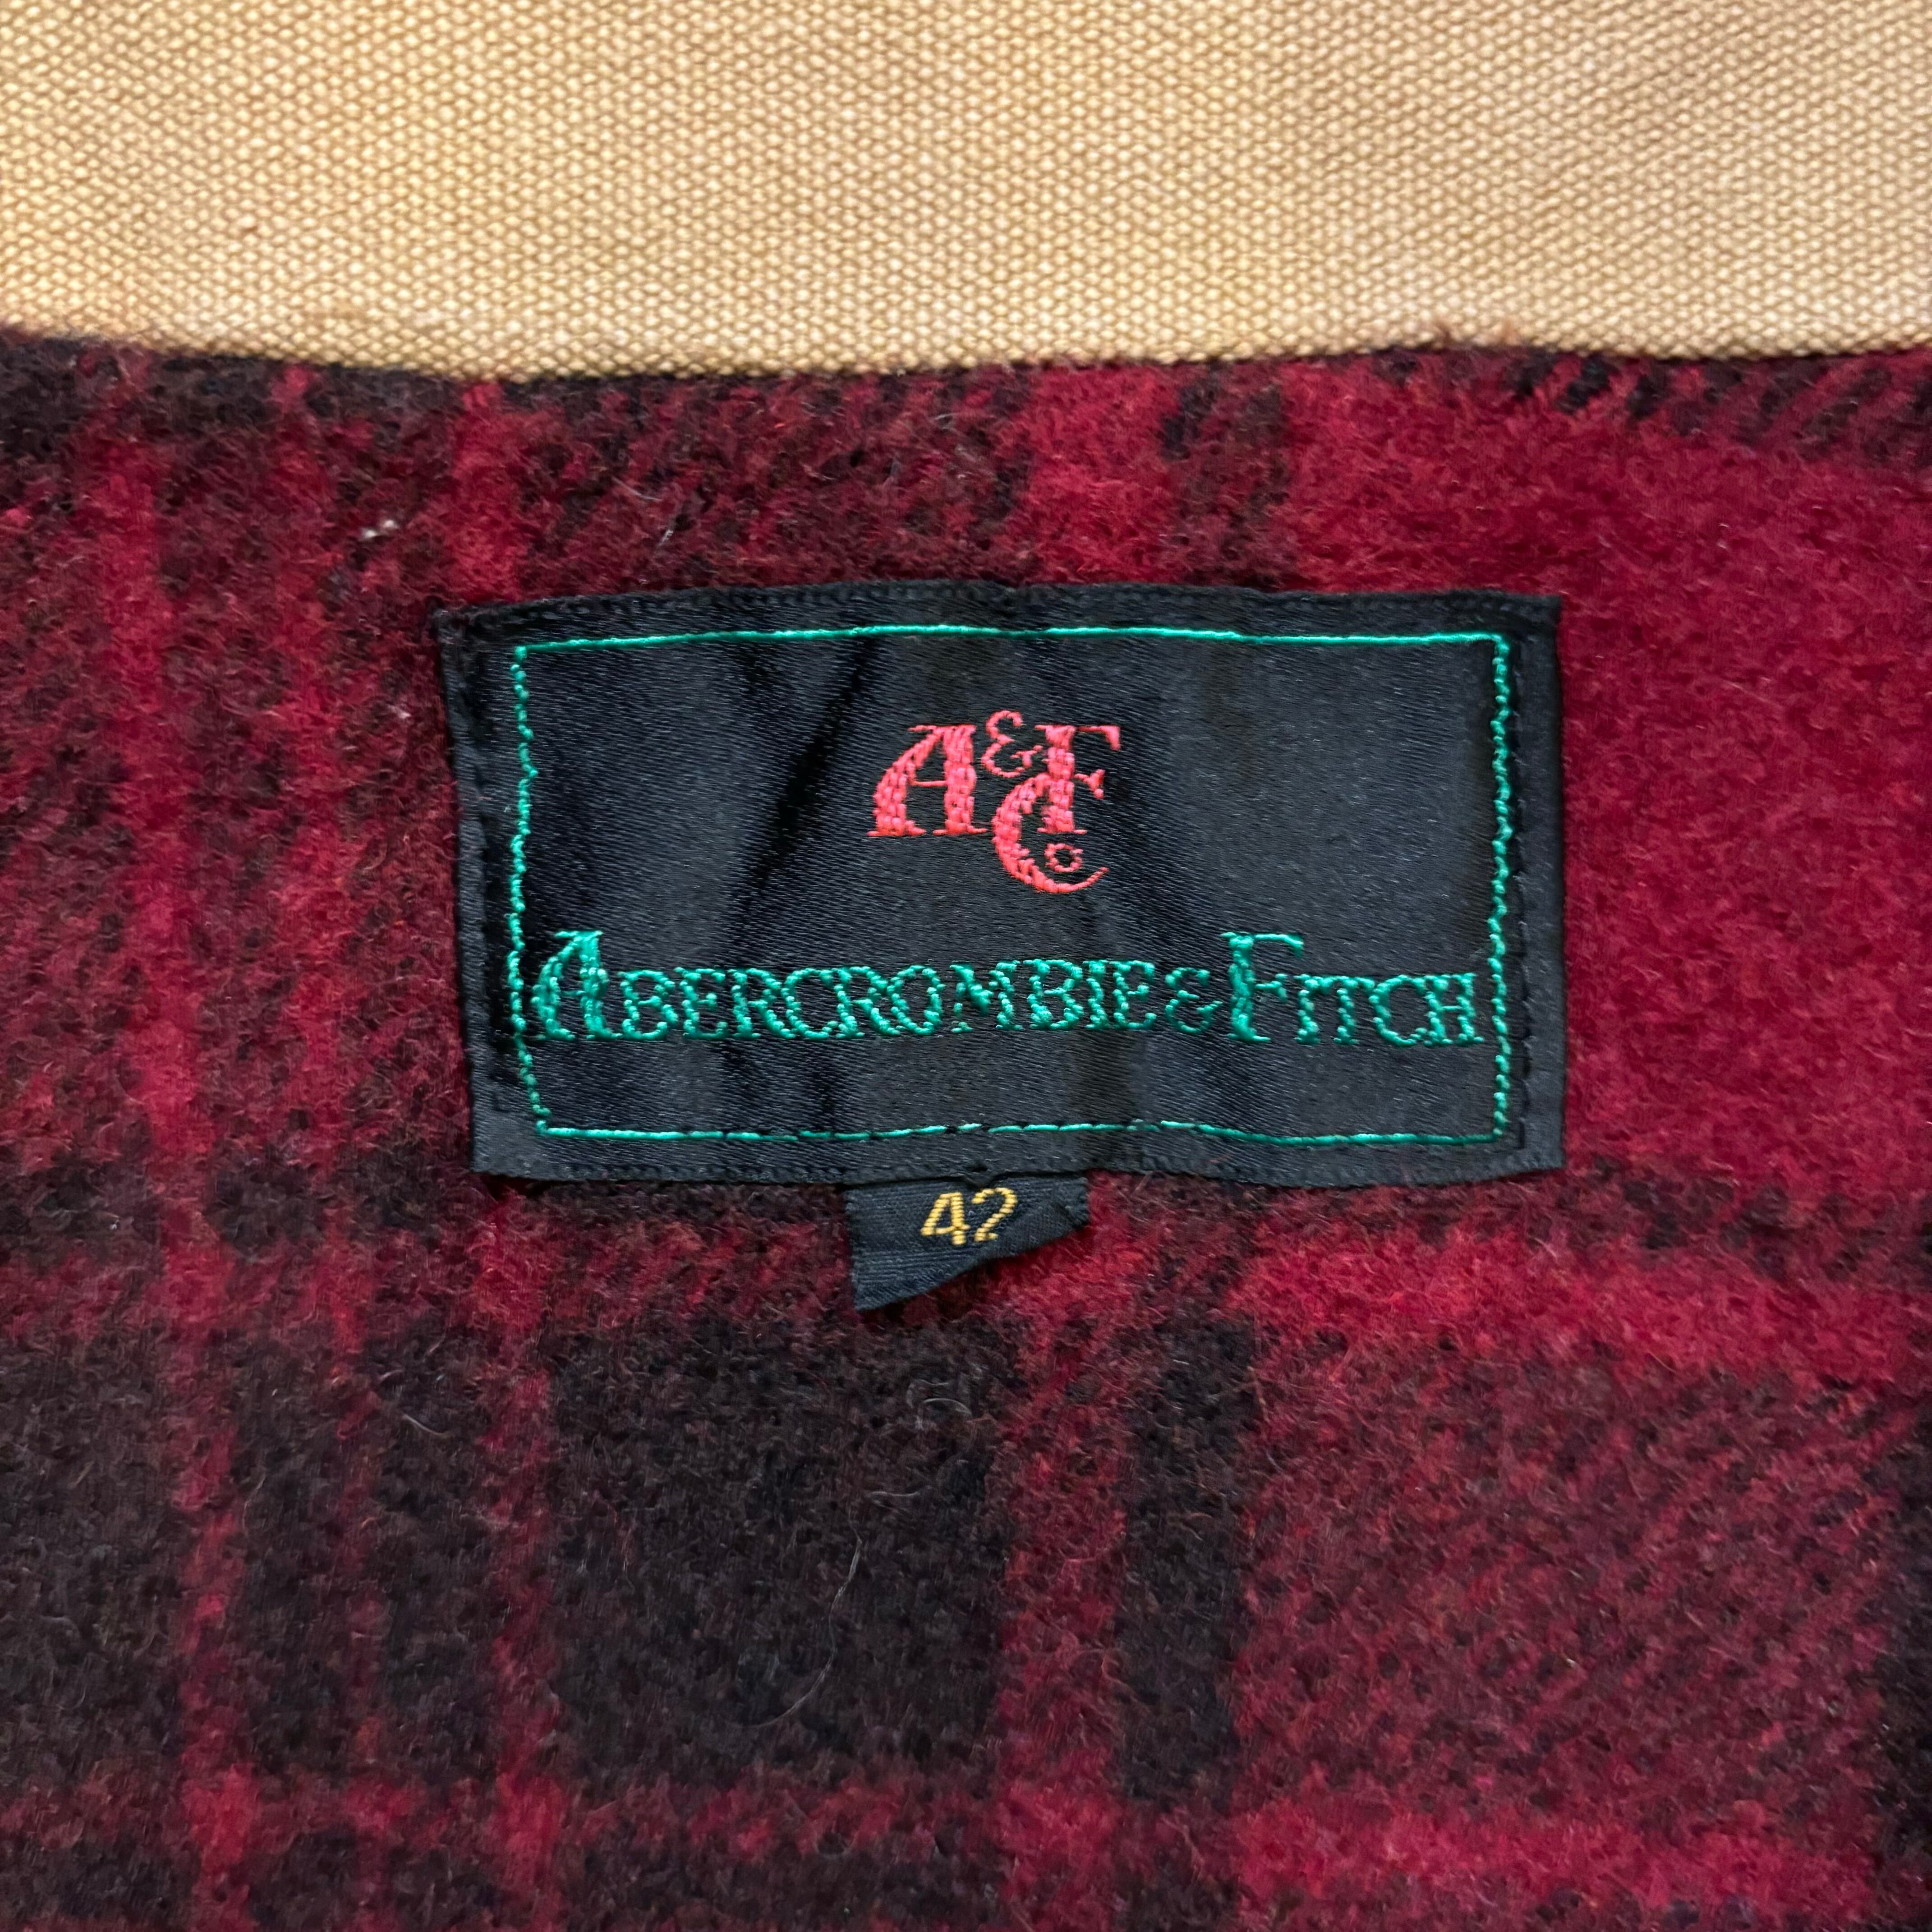 A&F Co
ABERCROMBIE & FITCH
42